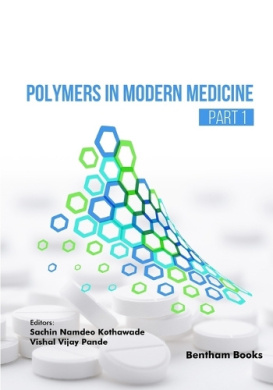 POLYMERS IN MODERN MEDICINE
PART 1
Editors:
Sachin Namdeo Kothawade
Vishal Vijay Pande
Bentham Books